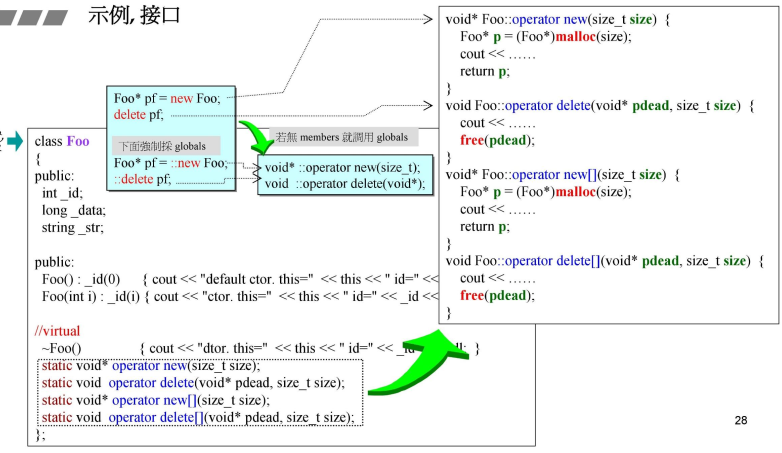 示例, 接口
Foo* pf = new Foo;
delete pf;
下面強制採 globals
Foo* pf = ::new Foo;
::delete pf;
若無 members 就調用 globals
void* ::operator new(size_t);
void ::operator delete(void*);
class Foo
{
public:
int _id;
long _data;
string _str;
public:
Foo() : _id(0) { cout << "default ctor. this=" << this << " id=" <<
Foo(int i) : _id(i) { cout << "ctor. this=" << this << " id=" << _id <<
//virtual
~Foo() { cout << "dtor. this=" << this << " id=" << _id l; }
static void* operator new(size_t size);
static void operator delete(void* pdead, size_t size);
static void* operator new[](size_t size);
static void operator delete[](void* pdead, size_t size);
};
void* Foo::operator new(size_t size) {
Foo* p = (Foo*)malloc(size);
cout << ……
return p;
}
void Foo::operator delete(void* pdead, size_t size) {
cout << ……
free(pdead);
}
void* Foo::operator new[](size_t size) {
Foo* p = (Foo*)malloc(size);
cout << ……
return p;
}
void Foo::operator delete[](void* pdead, size_t size) {
cout << ……
free(pdead);
}
28